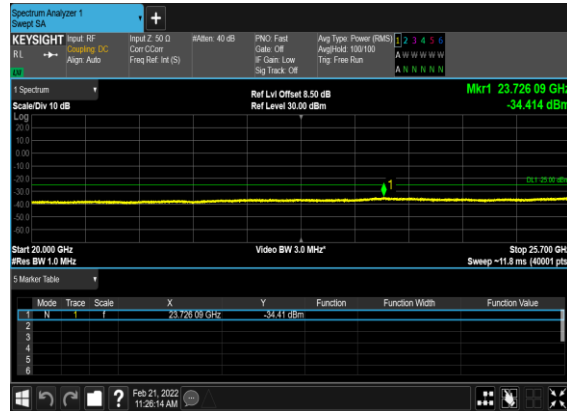 Spectrum Analyzer 1
Swept SA
+
KEYSIGHT
RL
Input: RF
Coupling: DC
Align: Auto
Input Z: 50 Ω
Corr CCorr
Freq Ref: Int (S)
#Atten: 40 dB
PNO: Fast
Gate: Off
IF Gain: Low
Sig Track: Off
Avg Type: Power (RMS)
Avg|Hold: 100/100
Trig: Free Run
1 2 3 4 5 6
A W W W W W
A N N N N N
1 Spectrum
Scale/Div 10 dB
Ref Lvl Offset 8.50 dB
Ref Level 30.00 dBm
Mkr1 23.726 09 GHz
-34.414 dBm
Log
20.0
10.0
0.00
-10.0
-20.0
-30.0
-40.0
-50.0
-60.0
1
DL1 -25.00 dBm
Start 20.000 GHz
#Res BW 1.0 MHz
Video BW 3.0 MHz*
Stop 25.700 GHz
Sweep ~11.8 ms (40001 pts)
5 Marker Table
Mode Trace Scale X Y Function Function Width Function Value
1 N 1 f 23.726 09 GHz -34.41 dBm
2
3
4
5
6
? Feb 21, 2022
11:26:14 AM